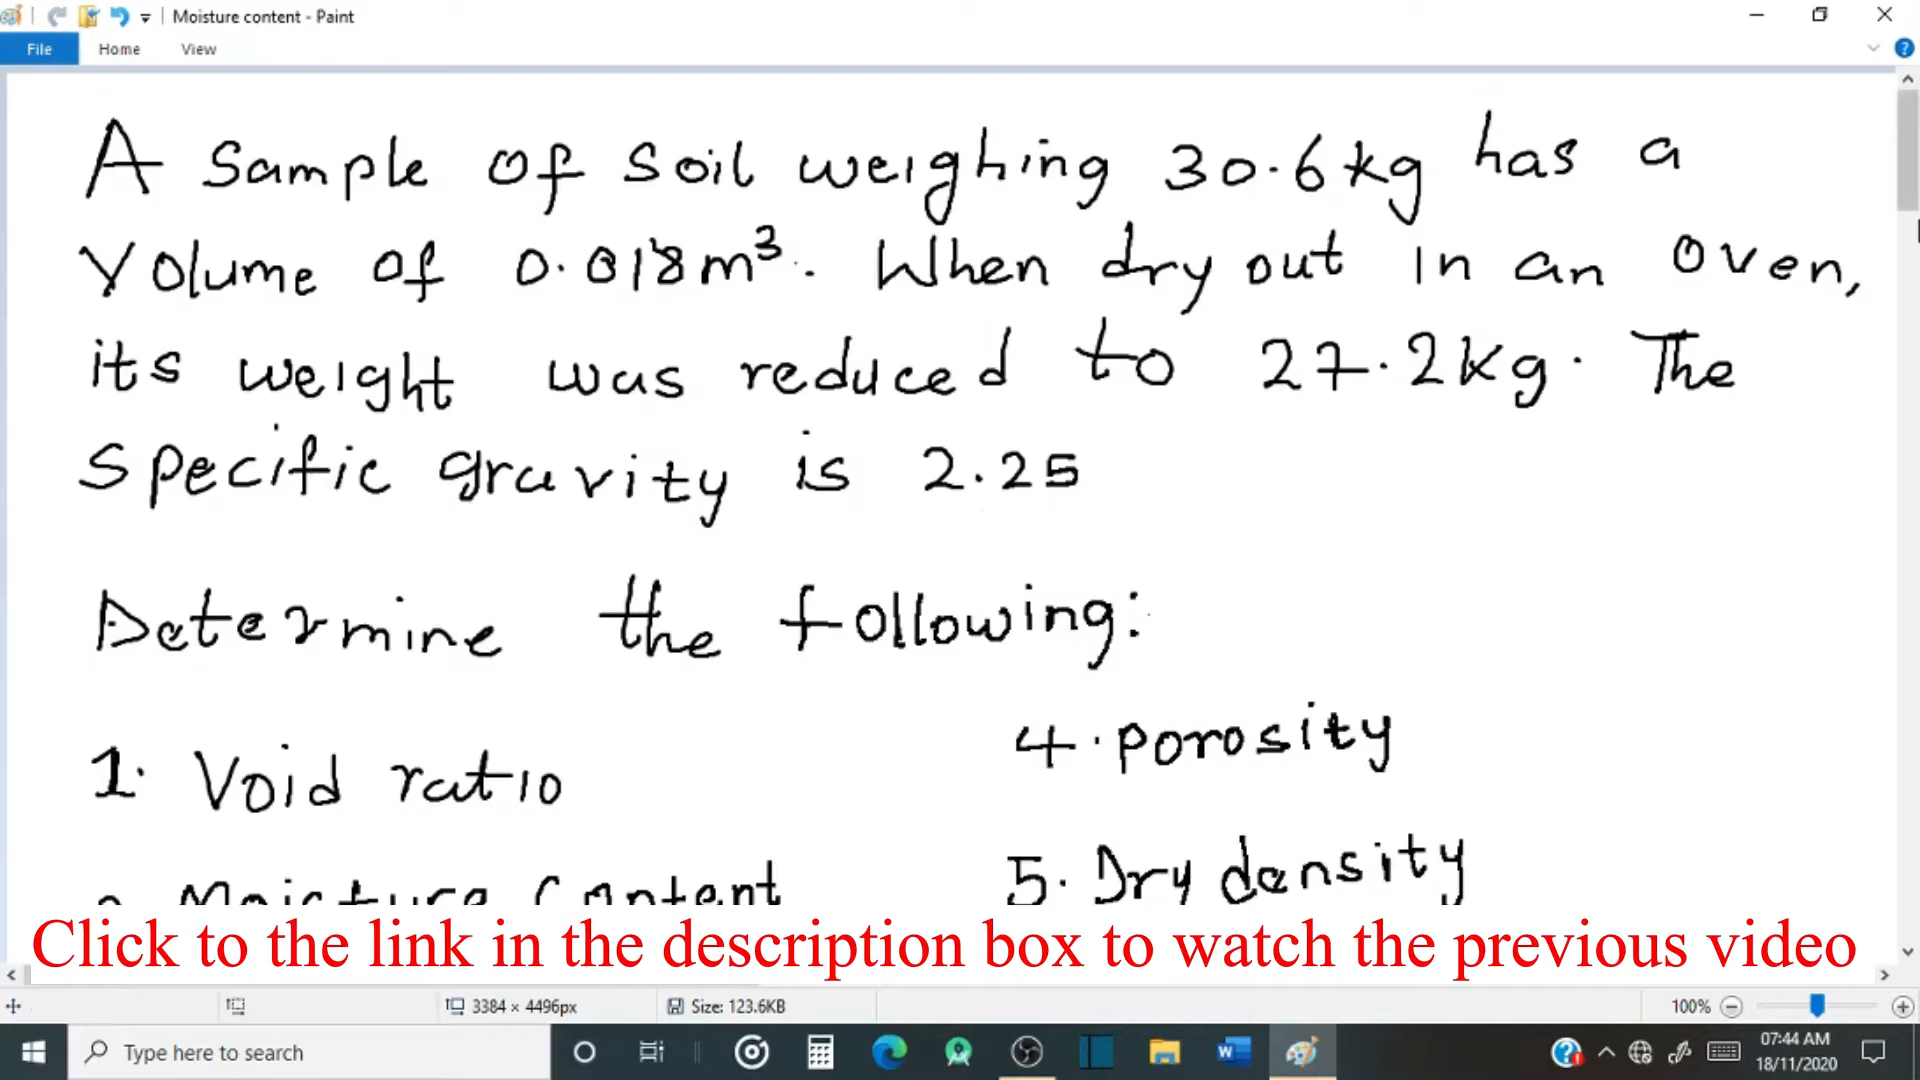 Moisture content - Paint
File Home View
A sample of soil weighing 30.6kg has a
volume of 0.018m³. When dry out in an oven,
its weight was reduced to 27.2kg. The
specific gravity is 2.25
Determine the following:
1. Void ratio
4. porosity
Moisture content
5. Dry density
Click to the link in the description box to watch the previous video
3384 × 4496px
Size: 123.6KB
100%
Type here to search
07:44 AM
18/11/2020